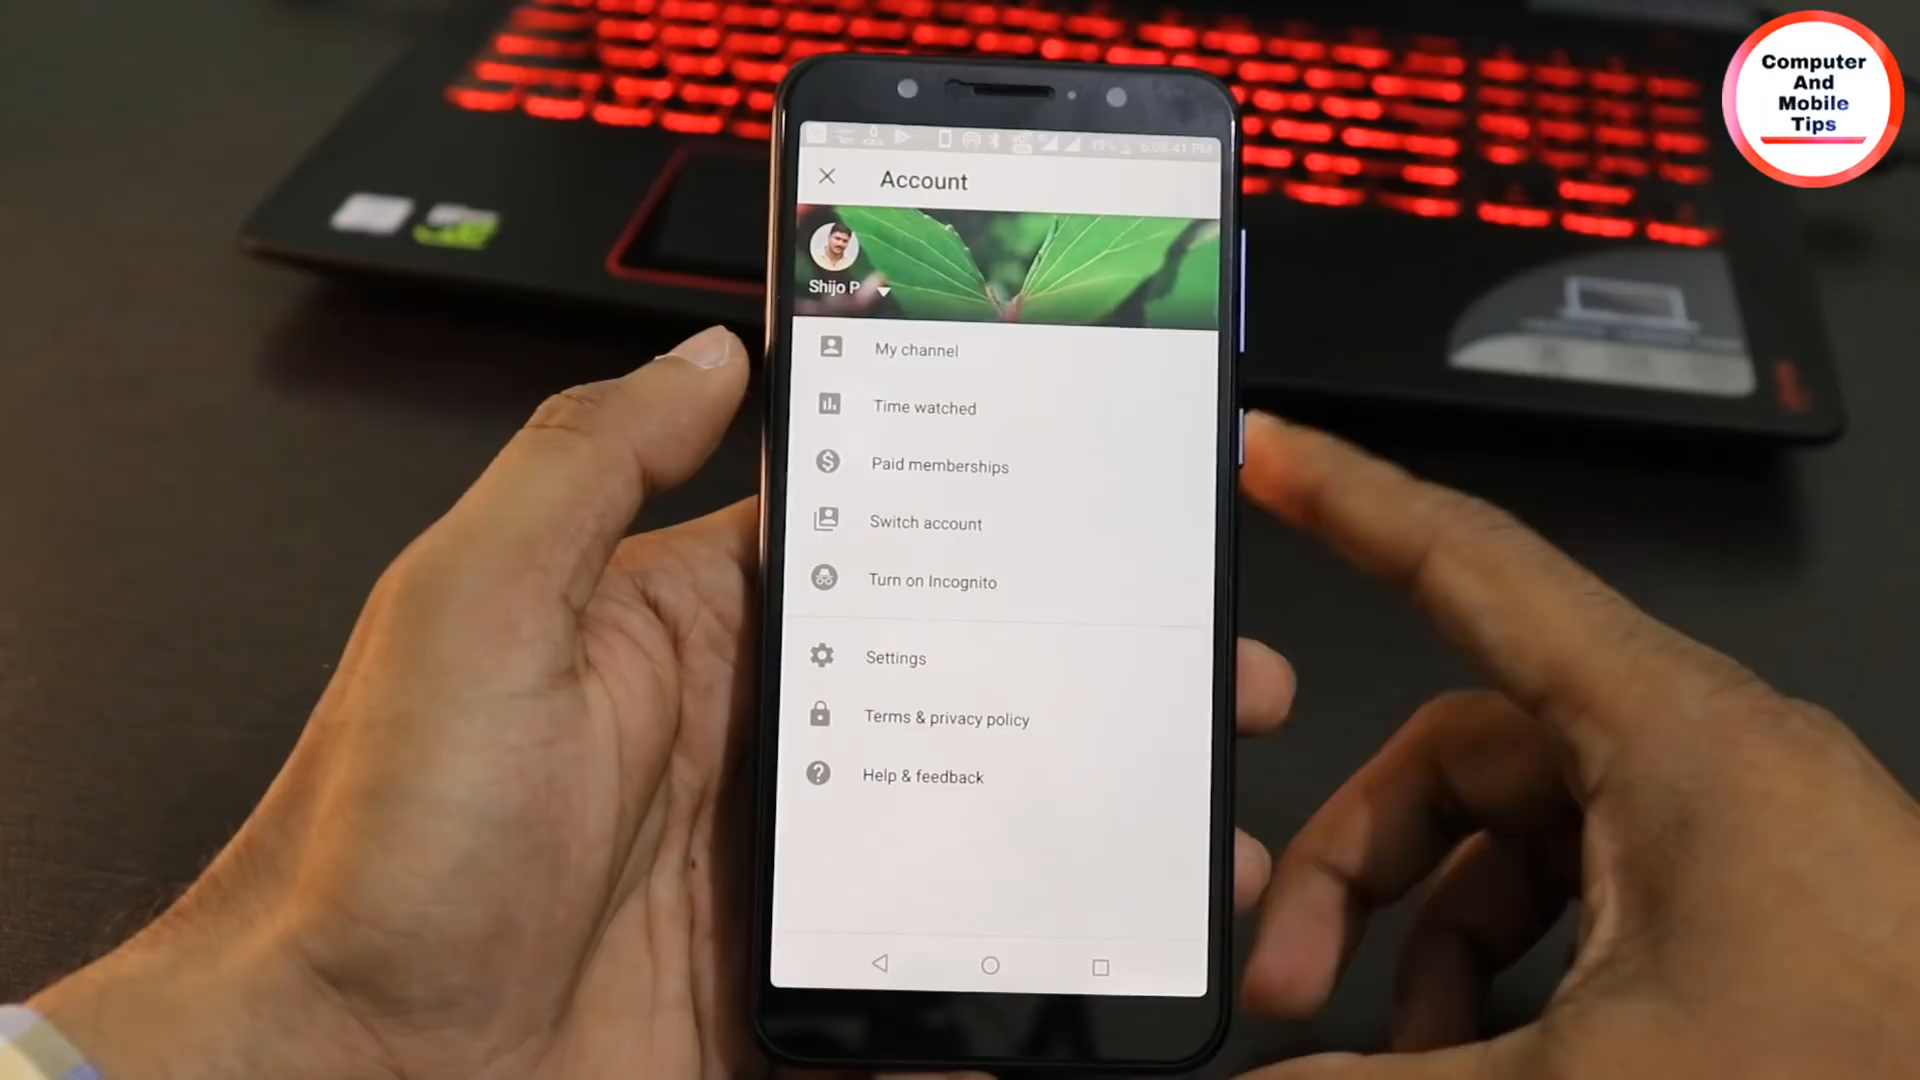 Computer
And
Mobile
Tips
Account
Shijo P
My channel
Time watched
Paid memberships
Switch account
Turn on Incognito
Settings
Terms & privacy policy
Help & feedback